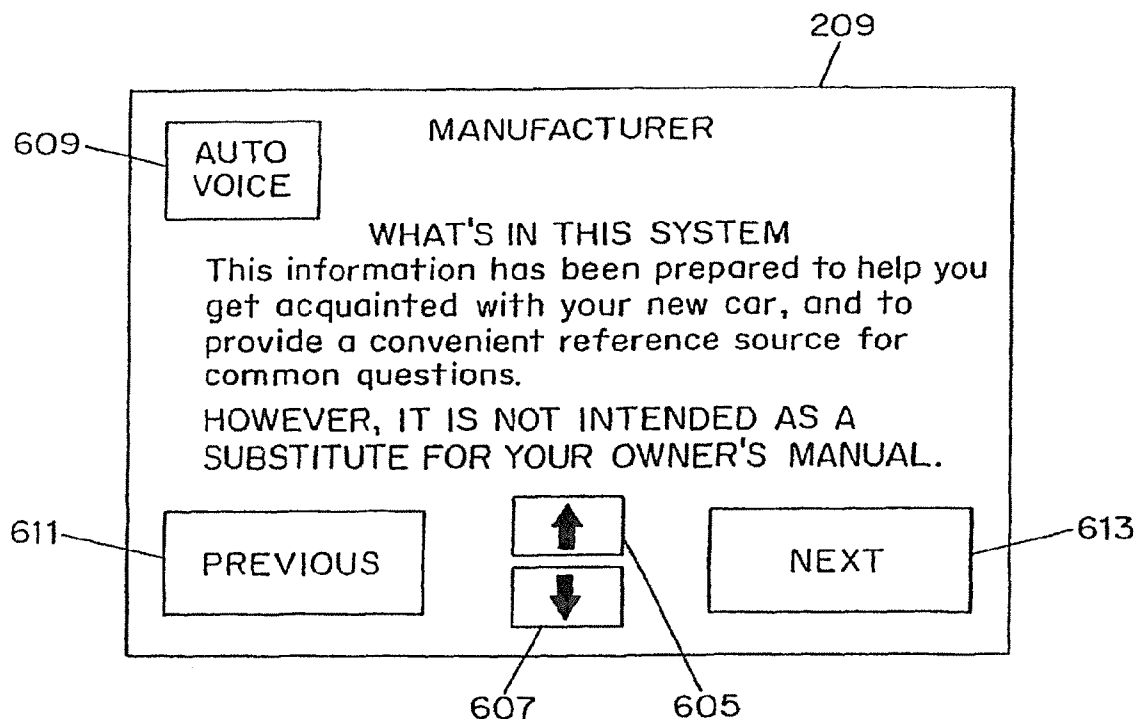 209
MANUFACTURER
609
AUTO
VOICE
WHAT'S IN THIS SYSTEM
This information has been prepared to help you
get acquainted with your new car, and to
provide a convenient reference source for
common questions.
HOWEVER, IT IS NOT INTENDED AS A
SUBSTITUTE FOR YOUR OWNER'S MANUAL.
611
PREVIOUS
NEXT
613
607
605